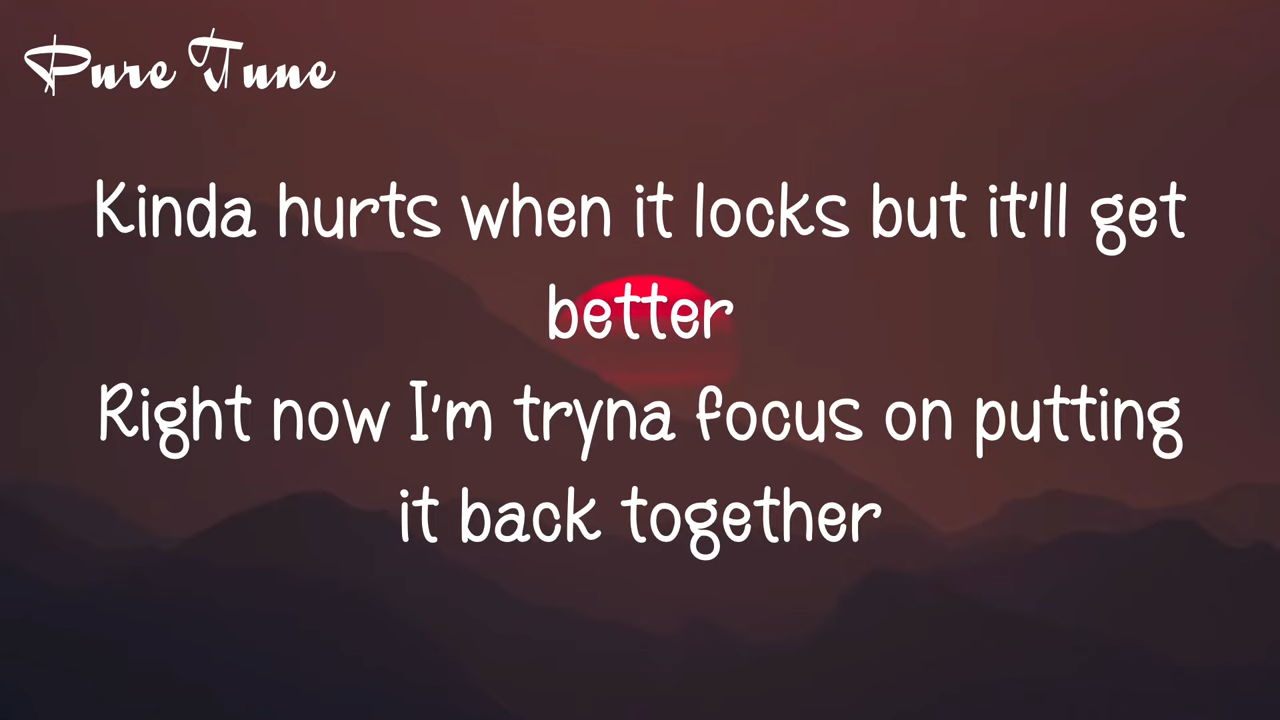 Pure Tune
Kinda hurts when it locks but it'll get
better
Right now I'm tryna focus on putting
it back together